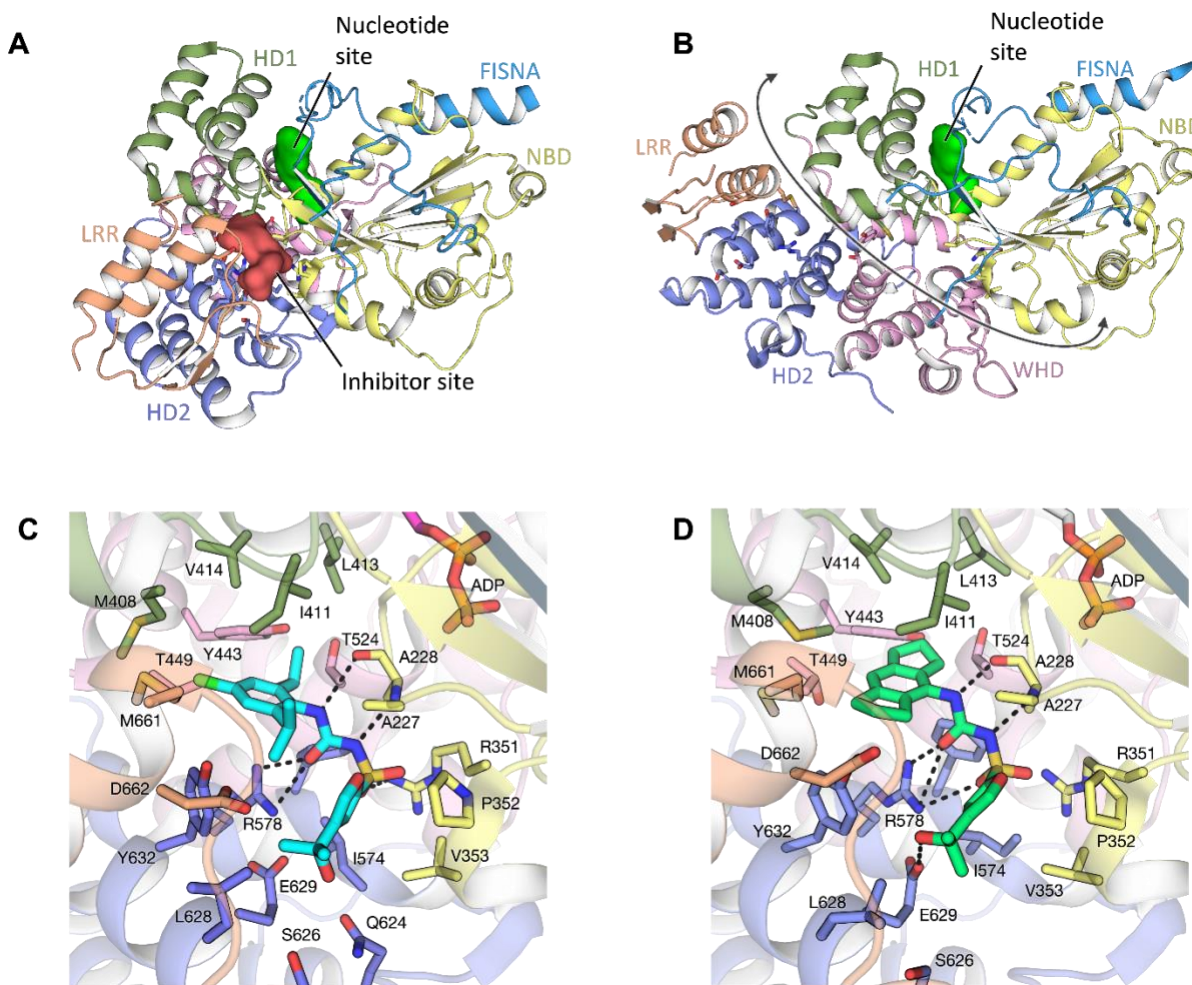 A
Nucleotide
site
HD1
FISNA
NBD
LRR
HD2
Inhibitor site
B
Nucleotide
site
HD1
FISNA
NBD
LRR
HD2
WHD
C
V414
L413
M408
I411
ADP
Y443
T524
T449
A228
M661
A227
R351
D662
P352
R578
Y632
I574
V353
E629
L628
Q624
S626
D
V414
L413
ADP
M408
Y443
I411
T524
A228
M661
T449
A227
D662
R351
R578
P352
Y632
I574
V353
L628
E629
S626